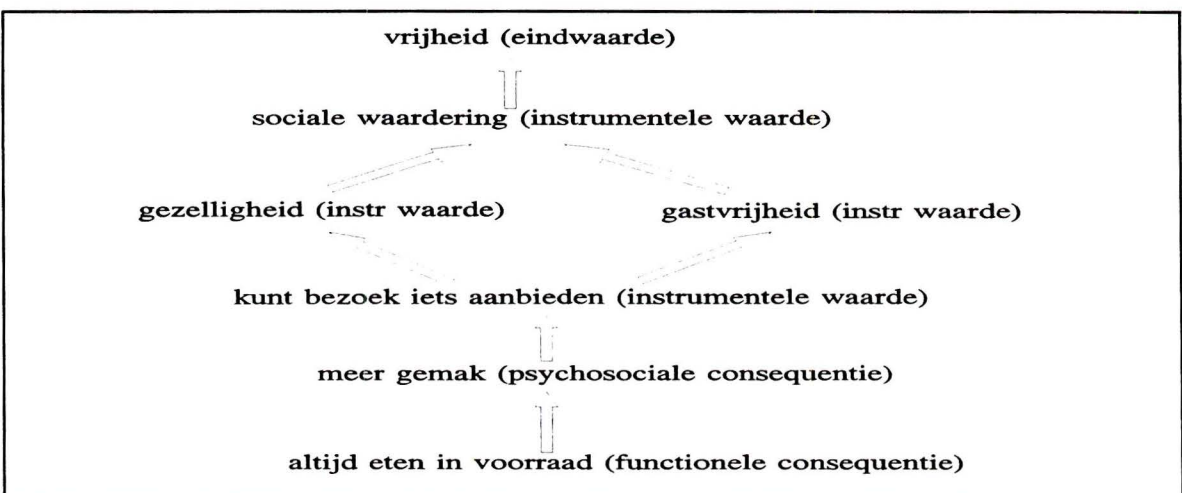 vrijheid (eindwaarde)
sociale waardering (instrumentele waarde)
gezelligheid (instr waarde) gastvrijheid (instr waarde)
kunt bezoek iets aanbieden (instrumentele waarde)
meer gemak (psychosociale consequentie)
altijd eten in voorraad (functionele consequentie)